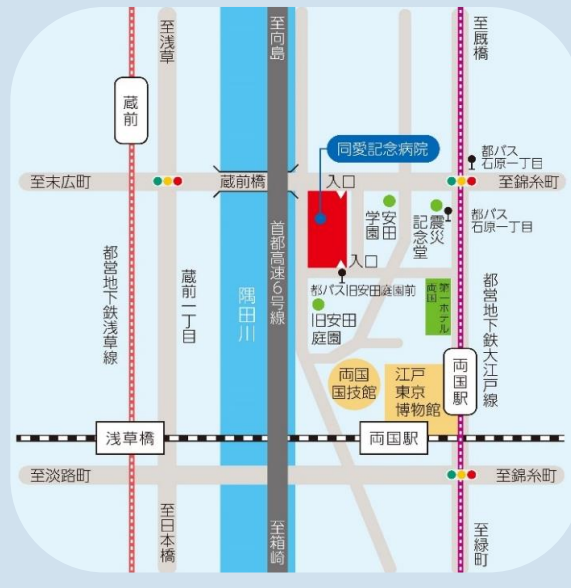 至浅草
至向島
至厩橋
蔵前
同愛記念病院
都バス
石原一丁目
至末広町
蔵前橋
入口
至錦糸町
安田
学園
震災
記念堂
都バス
石原一丁目
首都高速6号線
入口
都バス旧安田庭園前
都営地下鉄浅草線
蔵前一丁目
隅田川
旧安田
庭園
第一ホテル
両国
都営地下鉄大江戸線
両国
国技館
江戸
東京
博物館
両国駅
浅草橋
両国駅
至淡路町
至錦糸町
至日本橋
至箱崎
至緑町